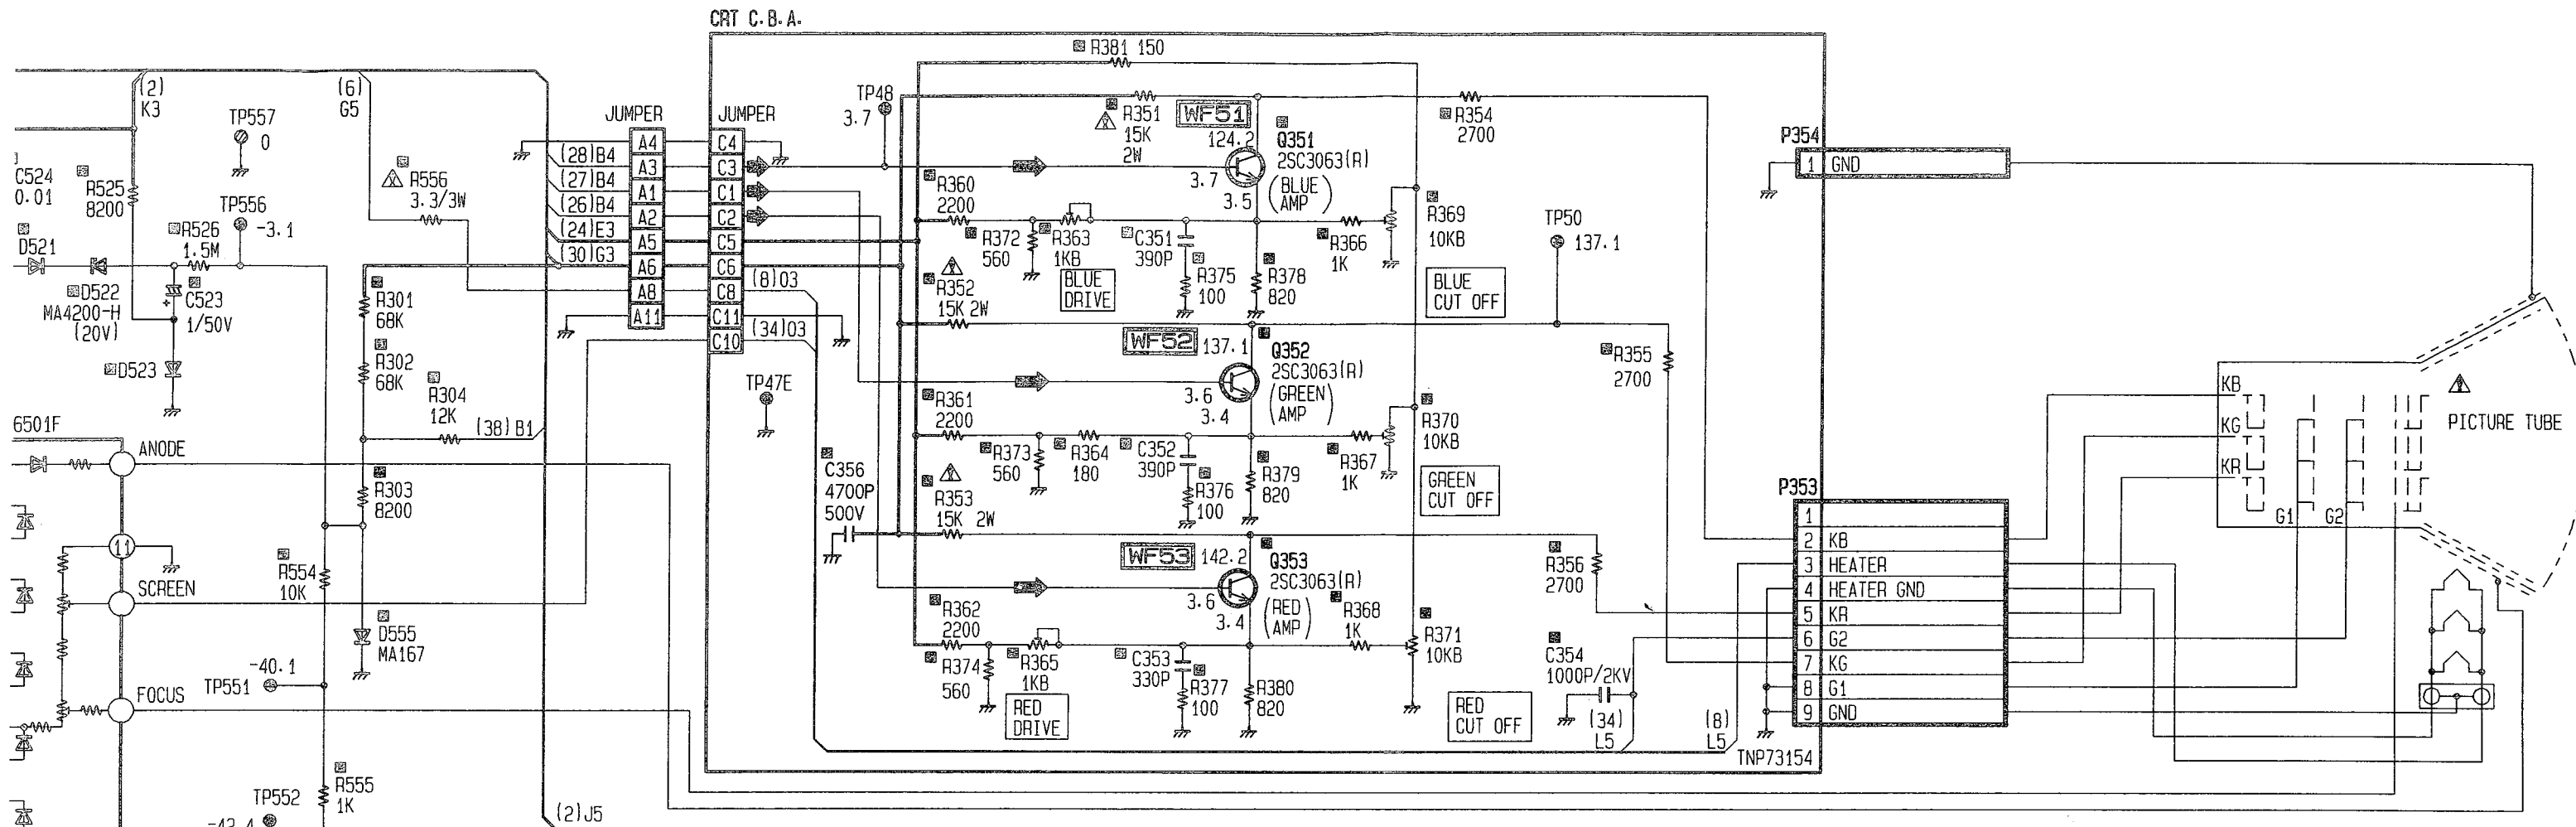 CRT C.B.A.
R381 150
(2)
K3
(6)
G5
TP557
0
JUMPER
JUMPER
TP48
3.7
R351
15K
2W
WF51
124.2
Q351
2SC3063(R)
(BLUE
AMP)
3.7
3.5
R354
2700
P354
1 GND
C524
0.01
R525
8200
R556
3.3/3W
A4
A3
A1
A2
A5
A6
A8
A11
C4
C3
C1
C2
C5
C6
C8
C11
C10
(28)B4
(27)B4
(26)B4
(24)E3
(30)G3
TP556
-3.1
D521
R526
1.5M
D522
MA4200-H
(20V)
C523
1/50V
D523
R301
68K
R302
68K
R304
12K
(38)B1
R303
8200
(8)O3
(34)O3
TP47E
R360
2200
R372
560
R363
1KB
BLUE
DRIVE
C351
390P
R375
100
R378
820
R366
1K
R369
10KB
BLUE
CUT OFF
TP50
137.1
R352
15K 2W
WF52
137.1
Q352
2SC3063(R)
(GREEN
AMP)
3.6
3.4
R355
2700
R361
2200
R373
560
R364
180
C352
390P
R376
100
R379
820
R367
1K
R370
10KB
GREEN
CUT OFF
C356
4700P
500V
R353
15K 2W
WF53
142.2
Q353
2SC3063(R)
(RED
AMP)
3.6
3.4
R356
2700
R362
2200
R374
560
R365
1KB
RED
DRIVE
C353
330P
R377
100
R380
820
R368
1K
R371
10KB
RED
CUT OFF
C354
1000P/2KV
(34)
L5
(8)
L5
TNP73154
P353
1
2 KB
3 HEATER
4 HEATER GND
5 KR
6 G2
7 KG
8 G1
9 GND
KB
KG
KR
G1
G2
PICTURE TUBE
6501F
ANODE
11
SCREEN
FOCUS
R554
10K
D555
MA167
-40.1
TP551
R555
1K
TP552
(2)J5